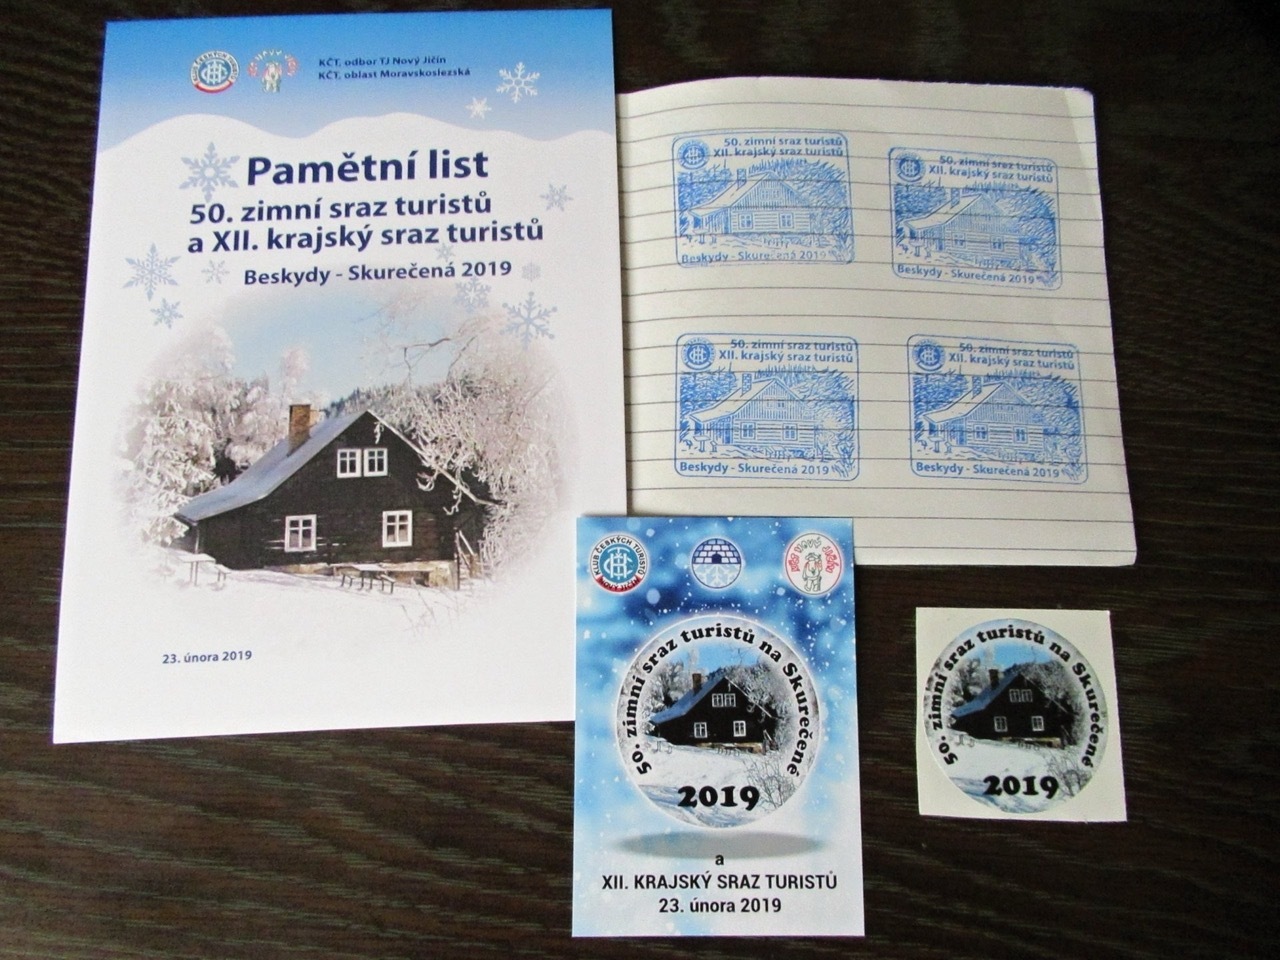 KČT, odbor TJ Nový Jičín
KČT, oblast Moravskoslezská
Pamětní list
50. zimní sraz turistů
a XII. krajský sraz turistů
Beskydy - Skurečená 2019
23. února 2019
50. zimní sraz turistů
XII. krajský sraz turistů
Beskydy - Skurečená 2019
50. zimní sraz turistů
XII. krajský sraz turistů
Beskydy - Skurečená 2019
50. zimní sraz turistů
XII. krajský sraz turistů
Beskydy - Skurečená 2019
50. zimní sraz turistů
XII. krajský sraz turistů
Beskydy - Skurečená 2019
KLUB ČESKÝCH TURISTŮ
NOVÝ JIČÍN
50. zimní sraz turistů na Skurečené
2019
a
XII. KRAJSKÝ SRAZ TURISTŮ
23. února 2019
50. zimní sraz turistů na Skurečené
2019